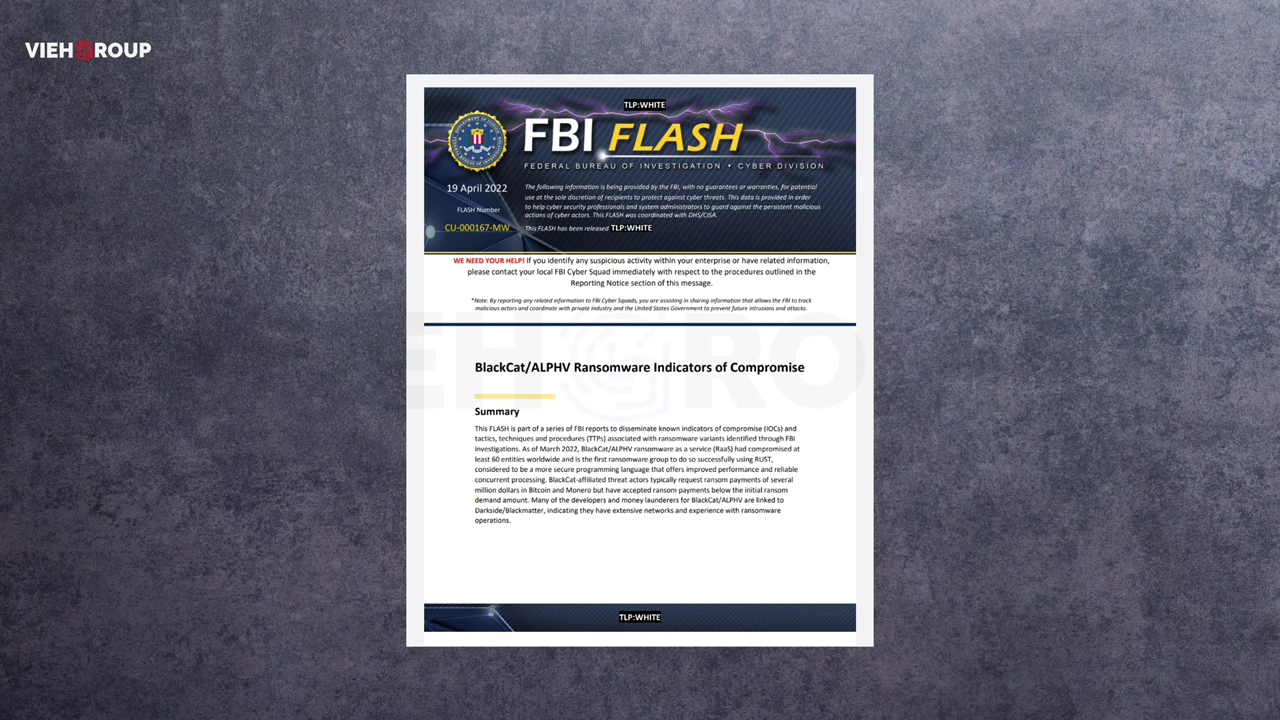 VIEHGROUP
TLP:WHITE
FBI FLASH
FEDERAL BUREAU OF INVESTIGATION • CYBER DIVISION
19 April 2022
FLASH Number
CU-000167-MW
The following information is being provided by the FBI, with no guarantees or warranties, for potential
use at the sole discretion of recipients to protect against cyber threats. This data is provided in order
to help cyber security professionals and system administrators to guard against the persistent malicious
actions of cyber actors. This FLASH was coordinated with DHS/CISA.
This FLASH has been released TLP:WHITE
WE NEED YOUR HELP! If you identify any suspicious activity within your enterprise or have related information,
please contact your local FBI Cyber Squad immediately with respect to the procedures outlined in the
Reporting Notice section of this message.
*Note: By reporting any related information to FBI Cyber Squads, you are assisting in sharing information that allows the FBI to track
malicious actors and coordinate with private industry and the United States Government to prevent future intrusions and attacks.
BlackCat/ALPHV Ransomware Indicators of Compromise
Summary
This FLASH is part of a series of FBI reports to disseminate known indicators of compromise (IOCs) and
tactics, techniques and procedures (TTPs) associated with ransomware variants identified through FBI
investigations. As of March 2022, BlackCat/ALPHV ransomware as a service (RaaS) had compromised at
least 60 entities worldwide and is the first ransomware group to do so successfully using RUST,
considered to be a more secure programming language that offers improved performance and reliable
concurrent processing. BlackCat-affiliated threat actors typically request ransom payments of several
million dollars in Bitcoin and Monero but have accepted ransom payments below the initial ransom
demand amount. Many of the developers and money launderers for BlackCat/ALPHV are linked to
Darkside/Blackmatter, indicating they have extensive networks and experience with ransomware
operations.
TLP:WHITE